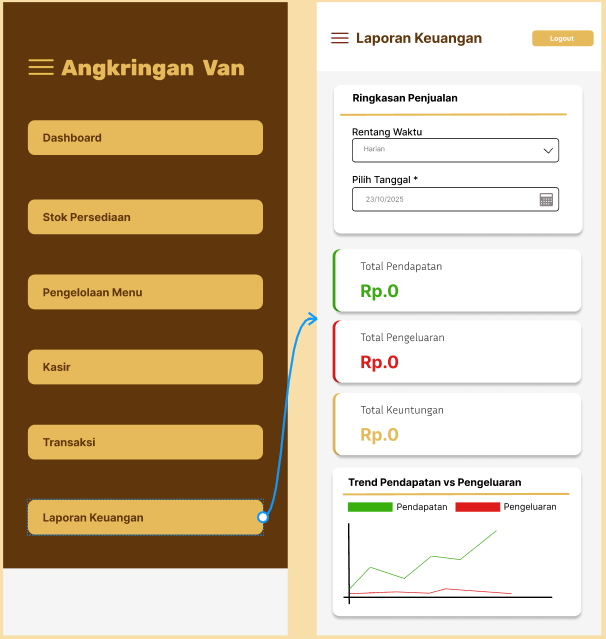 Angkringan Van
Dashboard
Stok Persediaan
Pengelolaan Menu
Kasir
Transaksi
Laporan Keuangan
Laporan Keuangan
Logout
Ringkasan Penjualan
Rentang Waktu
Harian
Pilih Tanggal *
23/10/2025
Total Pendapatan
Rp.0
Total Pengeluaran
Rp.0
Total Keuntungan
Rp.0
Trend Pendapatan vs Pengeluaran
Pendapatan
Pengeluaran